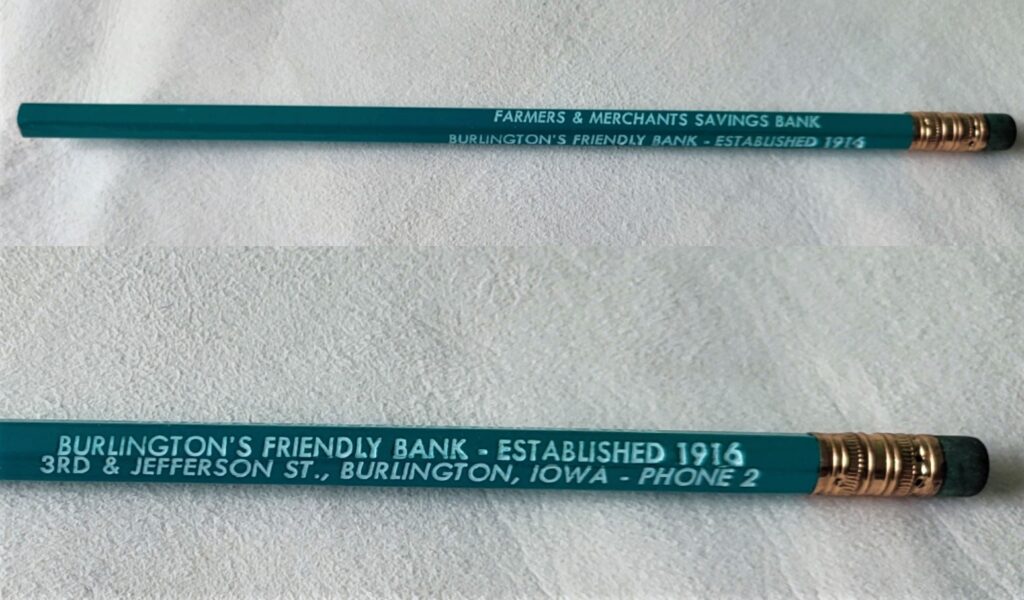 FARMERS & MERCHANTS SAVINGS BANK
BURLINGTON'S FRIENDLY BANK - ESTABLISHED 1916
BURLINGTON'S FRIENDLY BANK - ESTABLISHED 1916
3RD & JEFFERSON ST., BURLINGTON, IOWA - PHONE 2